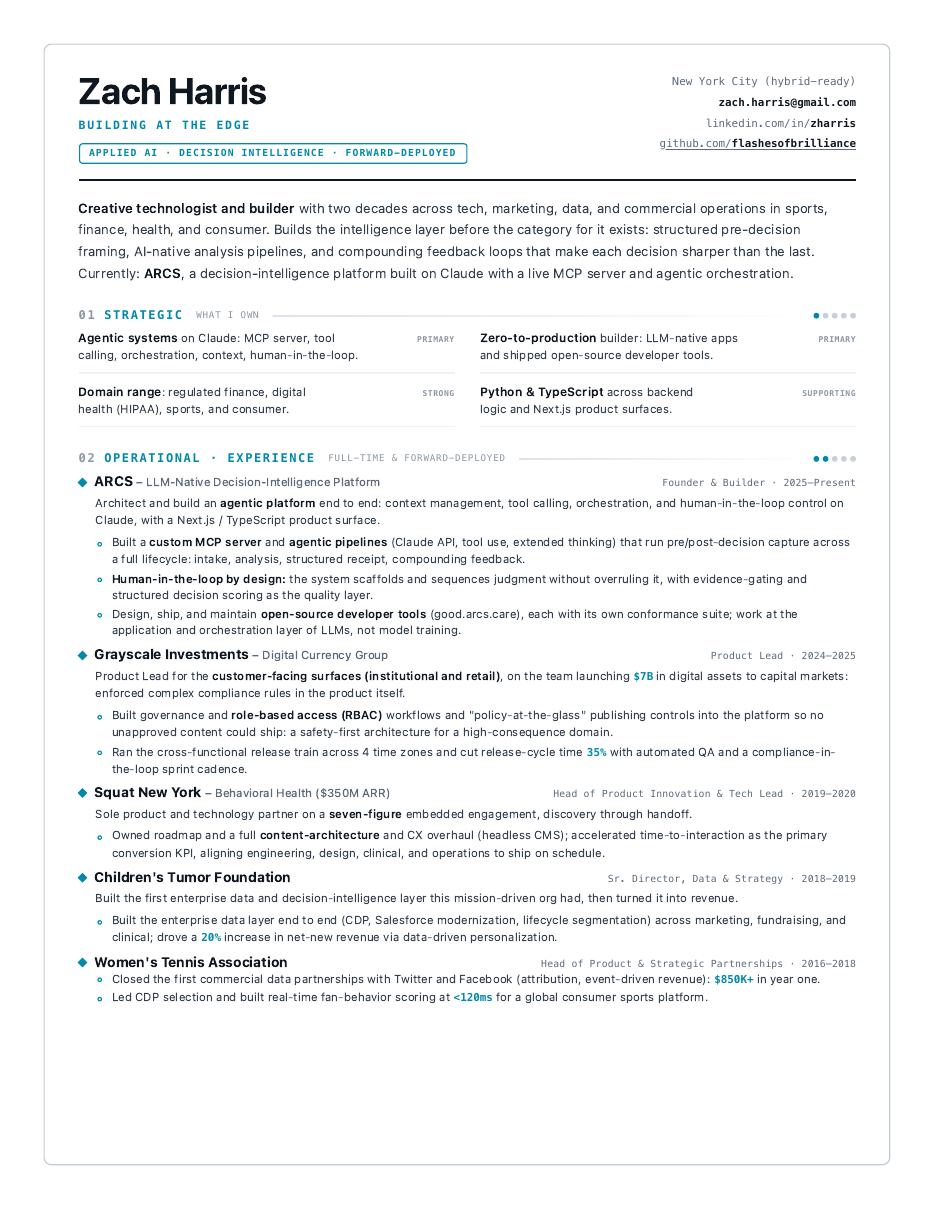 Zach Harris
BUILDING AT THE EDGE
APPLIED AI · DECISION INTELLIGENCE · FORWARD–DEPLOYED
New York City (hybrid–ready)
zach.harris@gmail.com
linkedin.com/in/zharris
github.com/flashesofbrilliance
Creative technologist and builder with two decades across tech, marketing, data, and commercial operations in sports,
finance, health, and consumer. Builds the intelligence layer before the category for it exists: structured pre-decision
framing, AI-native analysis pipelines, and compounding feedback loops that make each decision sharper than the last.
Currently: ARCS, a decision-intelligence platform built on Claude with a live MCP server and agentic orchestration.
01 STRATEGIC WHAT I OWN
Agentic systems on Claude: MCP server, tool
calling, orchestration, context, human-in-the-loop.
PRIMARY
Zero-to-production builder: LLM-native apps
and shipped open-source developer tools.
PRIMARY
Domain range: regulated finance, digital
health (HIPAA), sports, and consumer.
STRONG
Python & TypeScript across backend
logic and Next.js product surfaces.
SUPPORTING
02 OPERATIONAL · EXPERIENCE FULL–TIME & FORWARD–DEPLOYED
ARCS – LLM-Native Decision-Intelligence Platform Founder & Builder · 2025–Present
Architect and build an agentic platform end to end: context management, tool calling, orchestration, and human-in-the-loop control on
Claude, with a Next.js / TypeScript product surface.
Built a custom MCP server and agentic pipelines (Claude API, tool use, extended thinking) that run pre/post-decision capture across
a full lifecycle: intake, analysis, structured receipt, compounding feedback.
Human-in-the-loop by design: the system scaffolds and sequences judgment without overruling it, with evidence-gating and
structured decision scoring as the quality layer.
Design, ship, and maintain open-source developer tools (good.arcs.care), each with its own conformance suite; work at the
application and orchestration layer of LLMs, not model training.
Grayscale Investments – Digital Currency Group Product Lead · 2024–2025
Product Lead for the customer-facing surfaces (institutional and retail), on the team launching $7B in digital assets to capital markets:
enforced complex compliance rules in the product itself.
Built governance and role-based access (RBAC) workflows and "policy-at-the-glass" publishing controls into the platform so no
unapproved content could ship: a safety-first architecture for a high-consequence domain.
Ran the cross-functional release train across 4 time zones and cut release-cycle time 35% with automated QA and a compliance-in-
the-loop sprint cadence.
Squat New York – Behavioral Health ($350M ARR) Head of Product Innovation & Tech Lead · 2019–2020
Sole product and technology partner on a seven-figure embedded engagement, discovery through handoff.
Owned roadmap and a full content-architecture and CX overhaul (headless CMS); accelerated time-to-interaction as the primary
conversion KPI, aligning engineering, design, clinical, and operations to ship on schedule.
Children's Tumor Foundation Sr. Director, Data & Strategy · 2018–2019
Built the first enterprise data and decision-intelligence layer this mission-driven org had, then turned it into revenue.
Built the enterprise data layer end to end (CDP, Salesforce modernization, lifecycle segmentation) across marketing, fundraising, and
clinical; drove a 20% increase in net-new revenue via data-driven personalization.
Women's Tennis Association Head of Product & Strategic Partnerships · 2016–2018
Closed the first commercial data partnerships with Twitter and Facebook (attribution, event-driven revenue): $850K+ in year one.
Led CDP selection and built real-time fan-behavior scoring at <120ms for a global consumer sports platform.